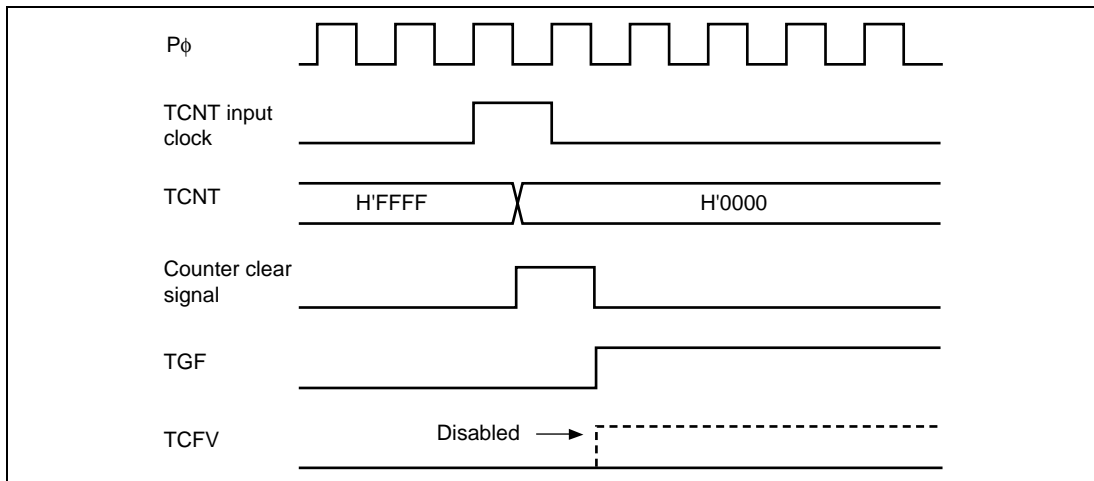 Pϕ
TCNT input
clock
TCNT
H'FFFF
H'0000
Counter clear
signal
TGF
Disabled
TCFV